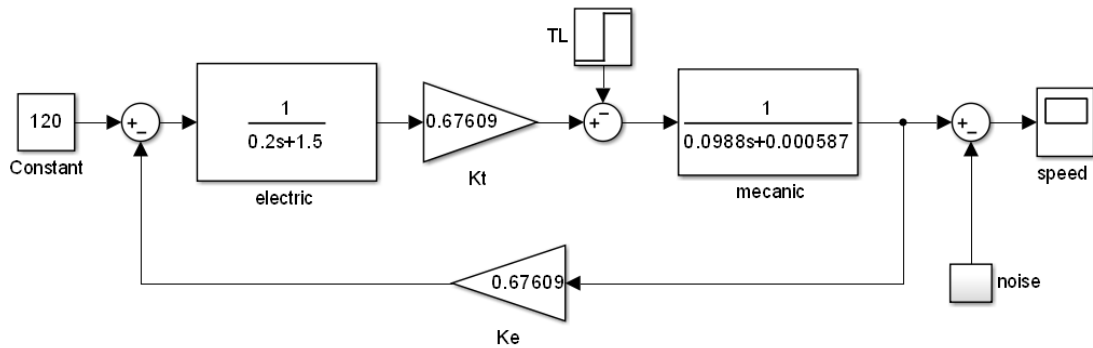 TL
120
Constant
+
-
1
0.2s+1.5
electric
0.67609
Kt
+
-
1
0.0988s+0.000587
mecanic
+
-
speed
0.67609
Ke
noise